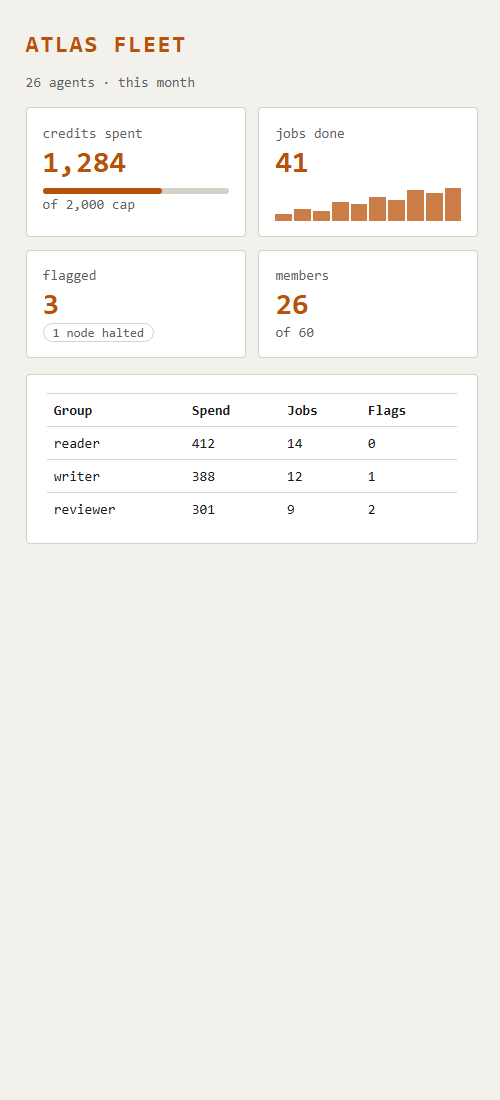 ATLAS FLEET
26 agents · this month
credits spent
1,284
of 2,000 cap
jobs done
41
flagged
3
1 node halted
members
26
of 60
Group Spend Jobs Flags
reader 412 14 0
writer 388 12 1
reviewer 301 9 2